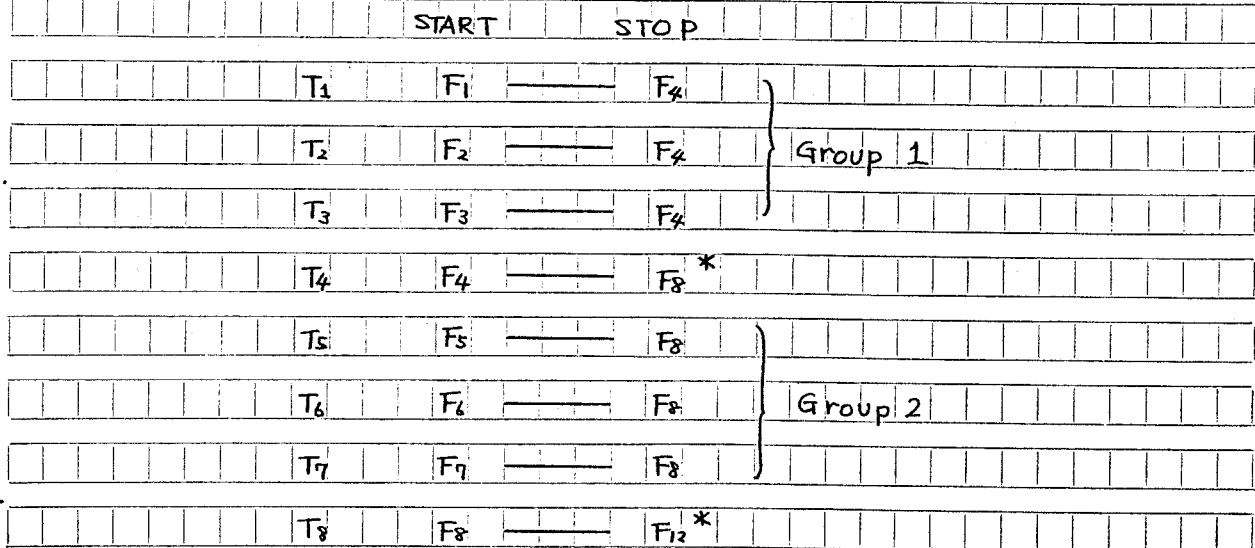 START STOP
T1 F1 —— F4
T2 F2 —— F4 Group 1
T3 F3 —— F4
T4 F4 —— F8 *
T5 F5 —— F8
T6 F6 —— F8 Group 2
T7 F7 —— F8
T8 F8 —— F12 *